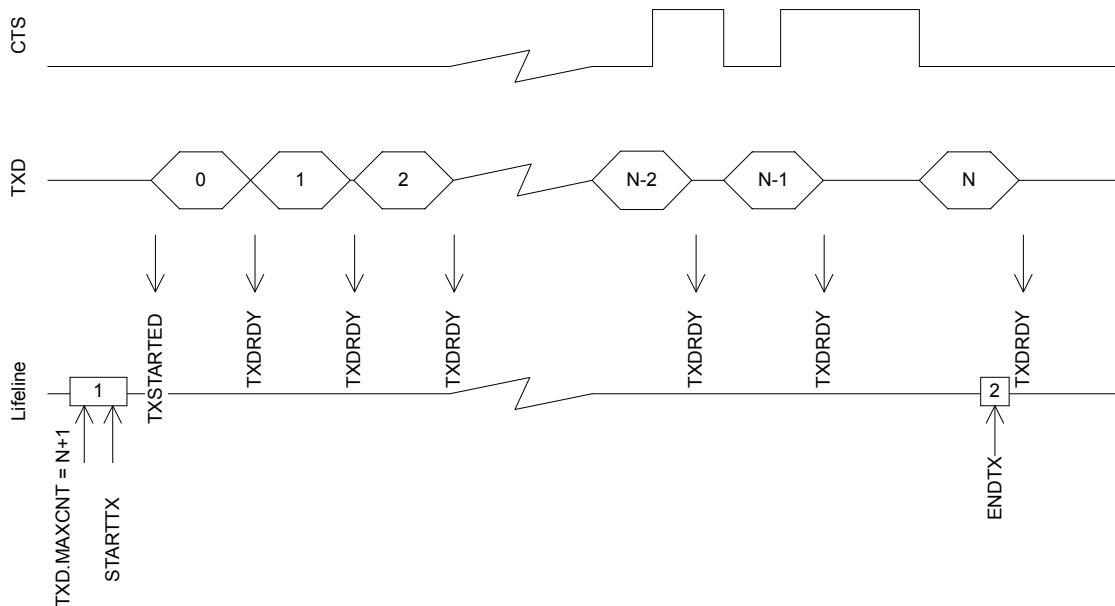 CTS
TXD
0
1
2
N-2
N-1
N
TXSTARTED
TXDRDY
TXDRDY
TXDRDY
TXDRDY
TXDRDY
TXDRDY
Lifeline
1
2
TXD.MAXCNT = N+1
STARTTX
ENDTX